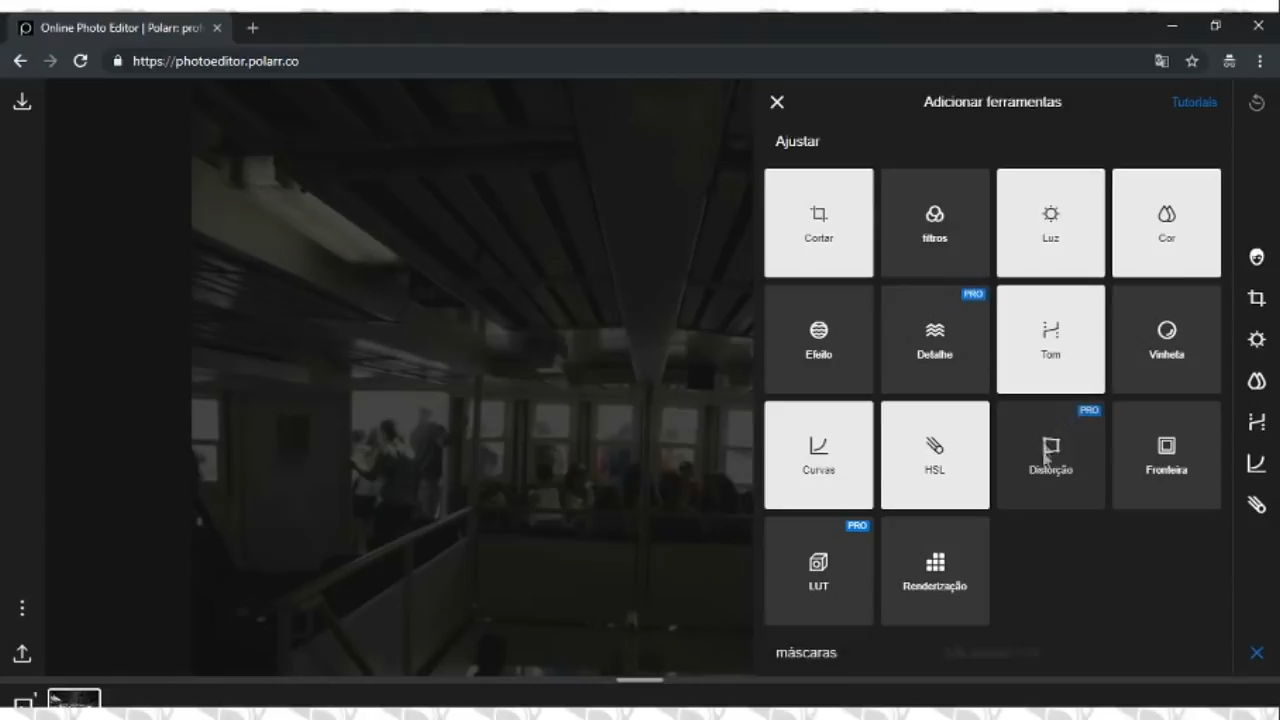 Online Photo Editor | Polarr: prof
https://photoeditor.polarr.co
Adicionar ferramentas
Tutoriais
Ajustar
Cortar
filtros
Luz
Cor
Efeito
PRO
Detalhe
Tom
Vinheta
Curvas
HSL
PRO
Distorção
Fronteira
PRO
LUT
Renderização
máscaras